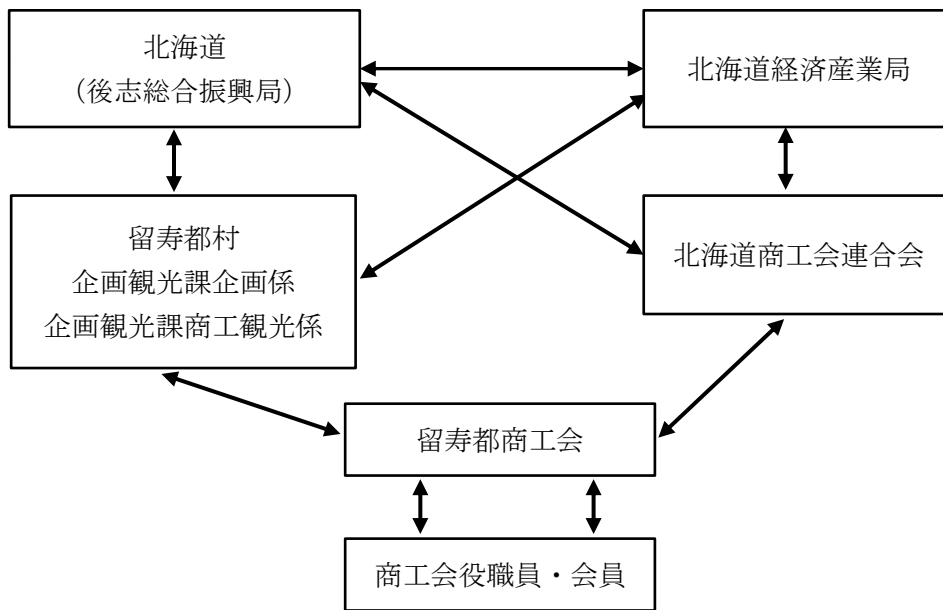 北海道
（後志総合振興局）
北海道経済産業局
留寿都村
企画観光課企画係
企画観光課商工観光係
北海道商工会連合会
留寿都商工会
商工会役職員・会員